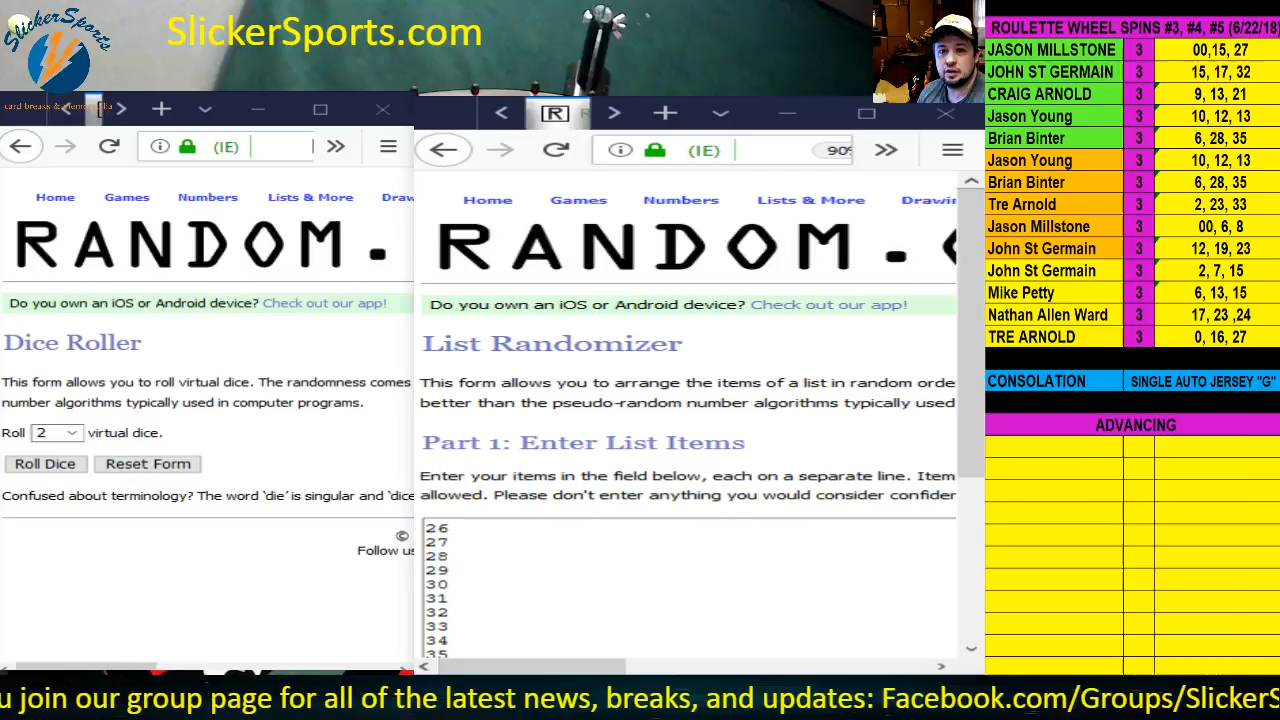 SlickerSports
card breaks & memorabilia
SlickerSports.com
(IE)
Home Games Numbers Lists & More Draw
RANDOM.
Do you own an iOS or Android device? Check out our app!
Dice Roller
This form allows you to roll virtual dice. The randomness comes
number algorithms typically used in computer programs.
Roll 2 virtual dice.
Roll Dice Reset Form
Confused about terminology? The word ‘die’ is singular and ‘dice
©
Follow us
[R]
(IE) 90%
Home Games Numbers Lists & More Drawin
RANDOM.
Do you own an iOS or Android device? Check out our app!
List Randomizer
This form allows you to arrange the items of a list in random orde
better than the pseudo-random number algorithms typically used
Part 1: Enter List Items
Enter your items in the field below, each on a separate line. Item
allowed. Please don't enter anything you would consider confider
26
27
28
29
30
31
32
33
34
35
ROULETTE WHEEL SPINS #3, #4, #5 (6/22/18)
JASON MILLSTONE 3 00,15, 27
JOHN ST GERMAIN 3 15, 17, 32
CRAIG ARNOLD 3 9, 13, 21
Jason Young 3 10, 12, 13
Brian Binter 3 6, 28, 35
Jason Young 3 10, 12, 13
Brian Binter 3 6, 28, 35
Tre Arnold 3 2, 23, 33
Jason Millstone 3 00, 6, 8
John St Germain 3 12, 19, 23
John St Germain 3 2, 7, 15
Mike Petty 3 6, 13, 15
Nathan Allen Ward 3 17, 23 ,24
TRE ARNOLD 3 0, 16, 27
CONSOLATION SINGLE AUTO JERSEY "G"
ADVANCING
u join our group page for all of the latest news, breaks, and updates: Facebook.com/Groups/SlickerS